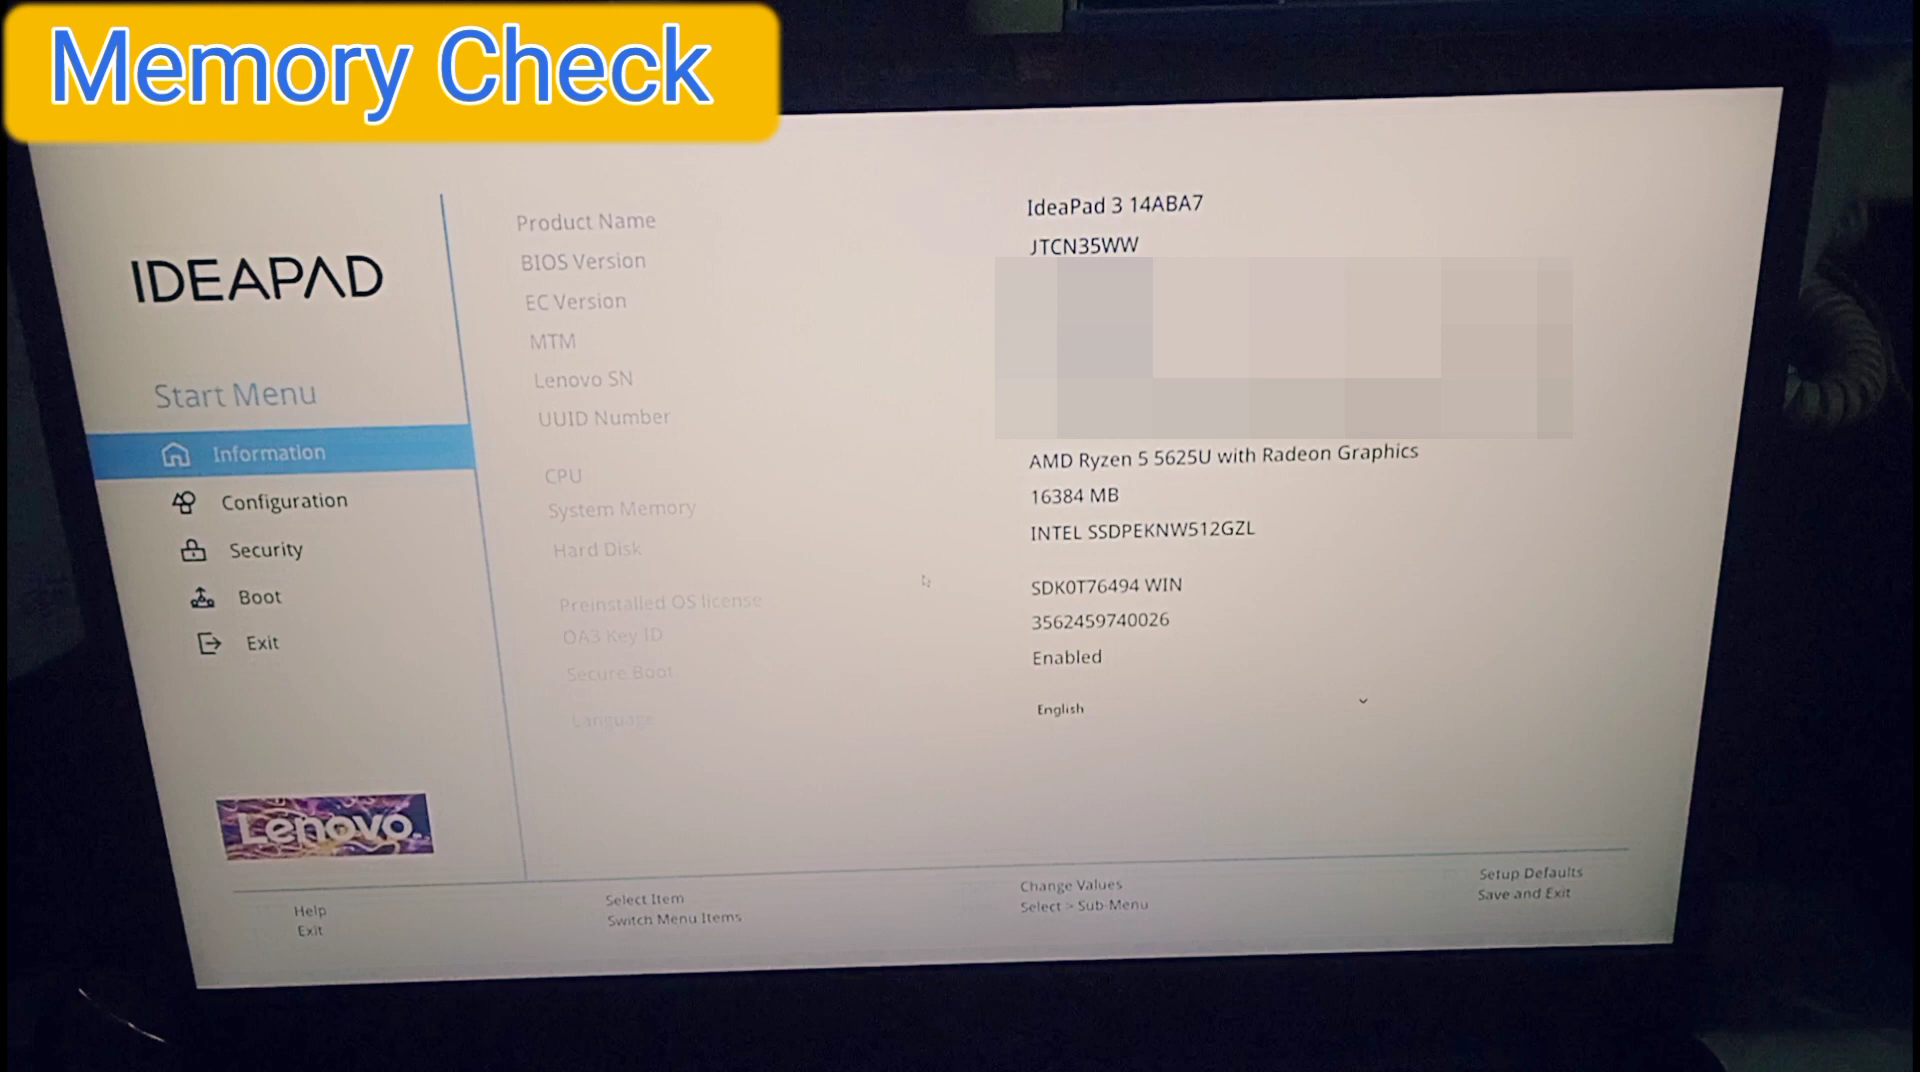 Memory Check
IDEAPAD
Start Menu
Information
Configuration
Security
Boot
Exit
Lenovo
Product Name IdeaPad 3 14ABA7
BIOS Version JTCN35WW
EC Version
MTM
Lenovo SN
UUID Number
CPU AMD Ryzen 5 5625U with Radeon Graphics
System Memory 16384 MB
Hard Disk INTEL SSDPEKNW512GZL
Preinstalled OS license SDK0T76494 WIN
OA3 Key ID 3562459740026
Secure Boot Enabled
Language English
Help Select Item Change Values Setup Defaults
Exit Switch Menu Items Select > Sub-Menu Save and Exit